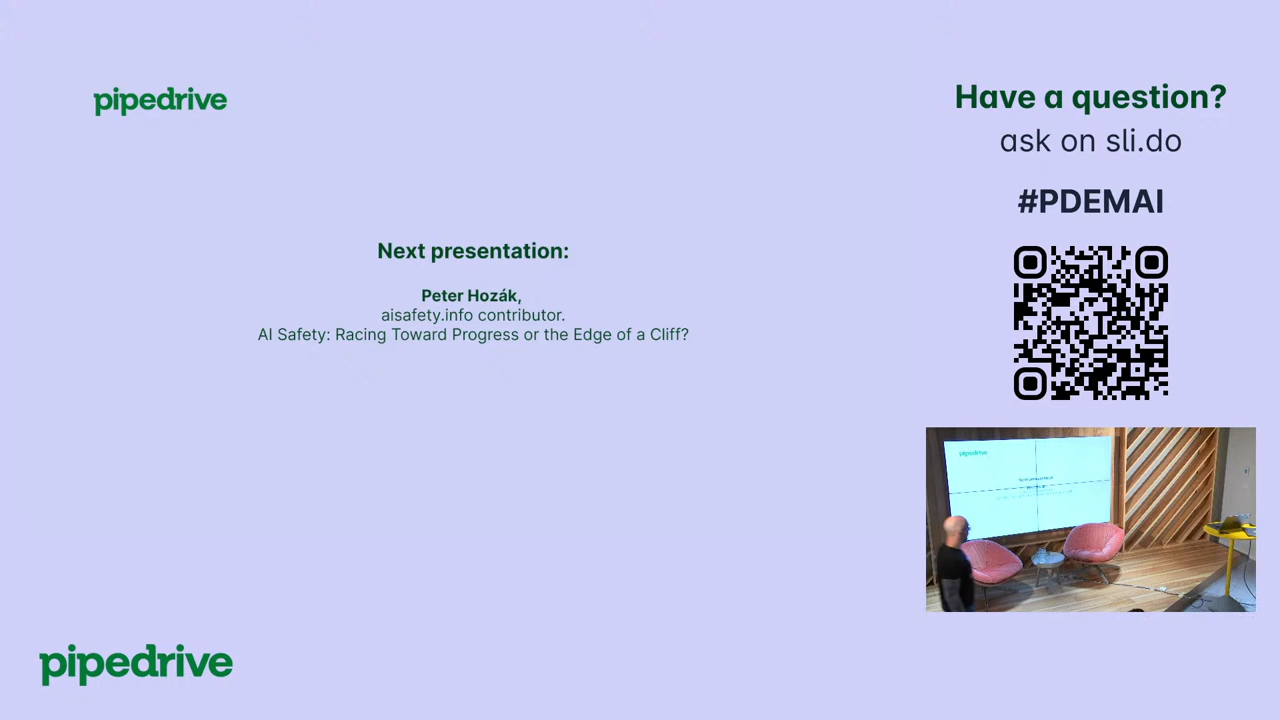 pipedrive
Have a question?
ask on sli.do
#PDEMAI
Next presentation:
Peter Hozák,
aisafety.info contributor.
AI Safety: Racing Toward Progress or the Edge of a Cliff?
pipedrive
pipedrive